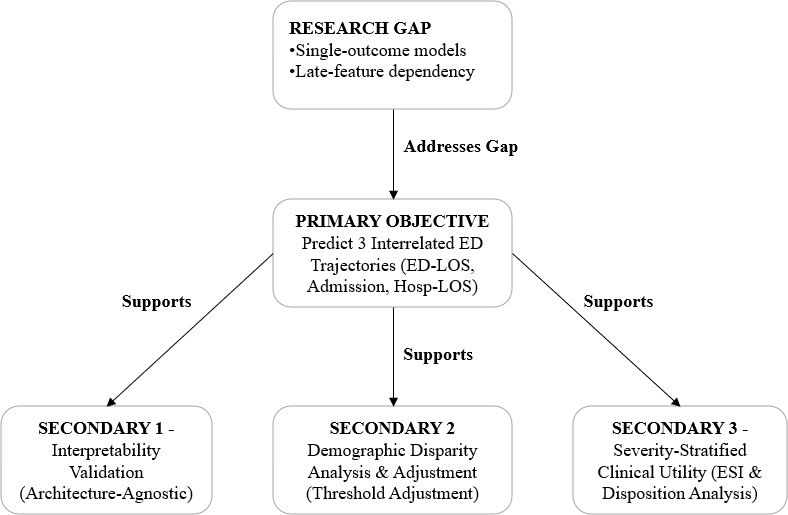 RESEARCH GAP
•Single-outcome models
•Late-feature dependency
Addresses Gap
PRIMARY OBJECTIVE
Predict 3 Interrelated ED
Trajectories (ED-LOS,
Admission, Hosp-LOS)
Supports
Supports
Supports
SECONDARY 1 -
Interpretability
Validation
(Architecture-Agnostic)
SECONDARY 2
Demographic Disparity
Analysis & Adjustment
(Threshold Adjustment)
SECONDARY 3 -
Severity-Stratified
Clinical Utility (ESI &
Disposition Analysis)